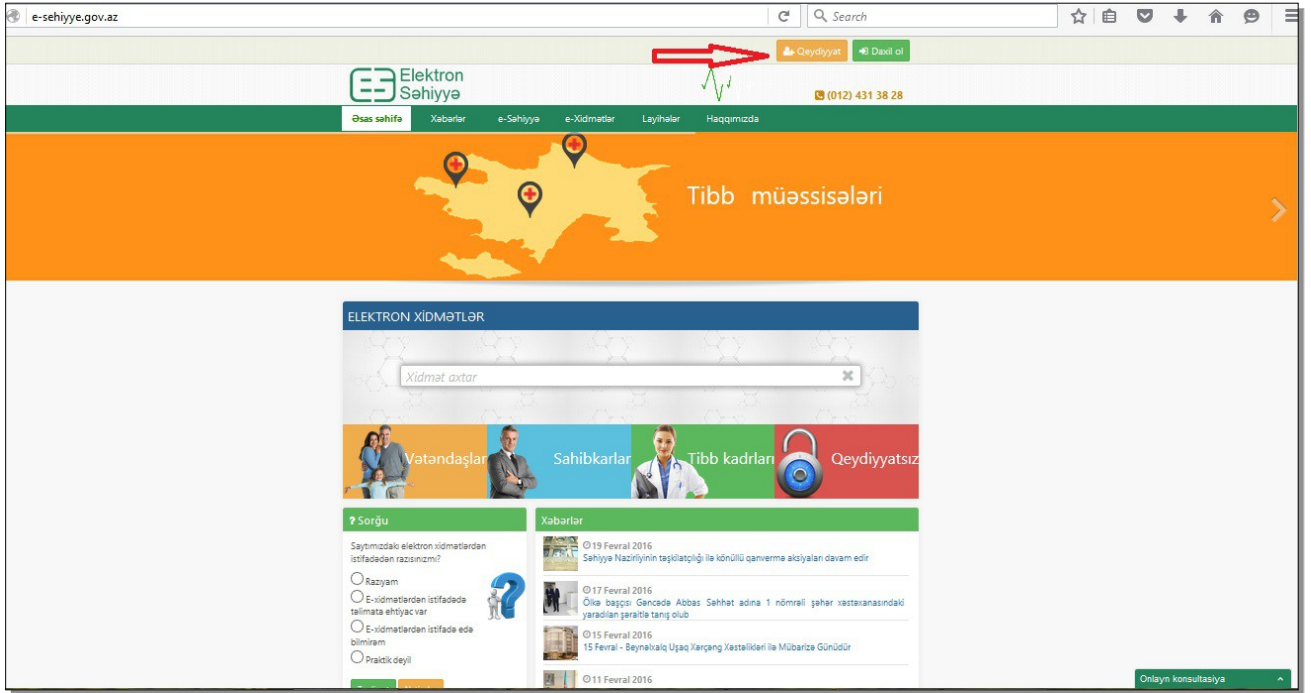 e-sehiyye.gov.az
Search
Qeydiyyat
Daxil ol
Elektron
Səhiyyə
(012) 431 38 28
Əsas səhifə Xəbərlər e-Səhiyyə e-Xidmətlər Layihələr Haqqımızda
Tibb müəssisələri
ELEKTRON XİDMƏTLƏR
Xidmət axtar
Vətəndaşlar
Sahibkarlar
Tibb kadrları
Qeydiyyatsız
? Sorğu
Saytımızdakı elektron xidmətlərdən
istifadədən razısınızmı?
Razıyam
E-xidmətlərdən istifadədə
təlimata ehtiyac var
E-xidmətlərdən istifadə edə
bilmirəm
Praktik deyil
Xəbərlər
19 Fevral 2016
Səhiyyə Nazirliyinin təşkilatçılığı ilə könüllü qanvermə aksiyaları davam edir
17 Fevral 2016
Ölkə başçısı Gəncədə Abbas Səhhət adına 1 nömrəli şəhər xəstəxanasındaki
yaradılan şəraitlə tanış olub
15 Fevral 2016
15 Fevral - Beynəlxalq Uşaq Xərçəng Xəstəlikləri ilə Mübarizə Günüdür
11 Fevral 2016
Onlayn konsultasiya